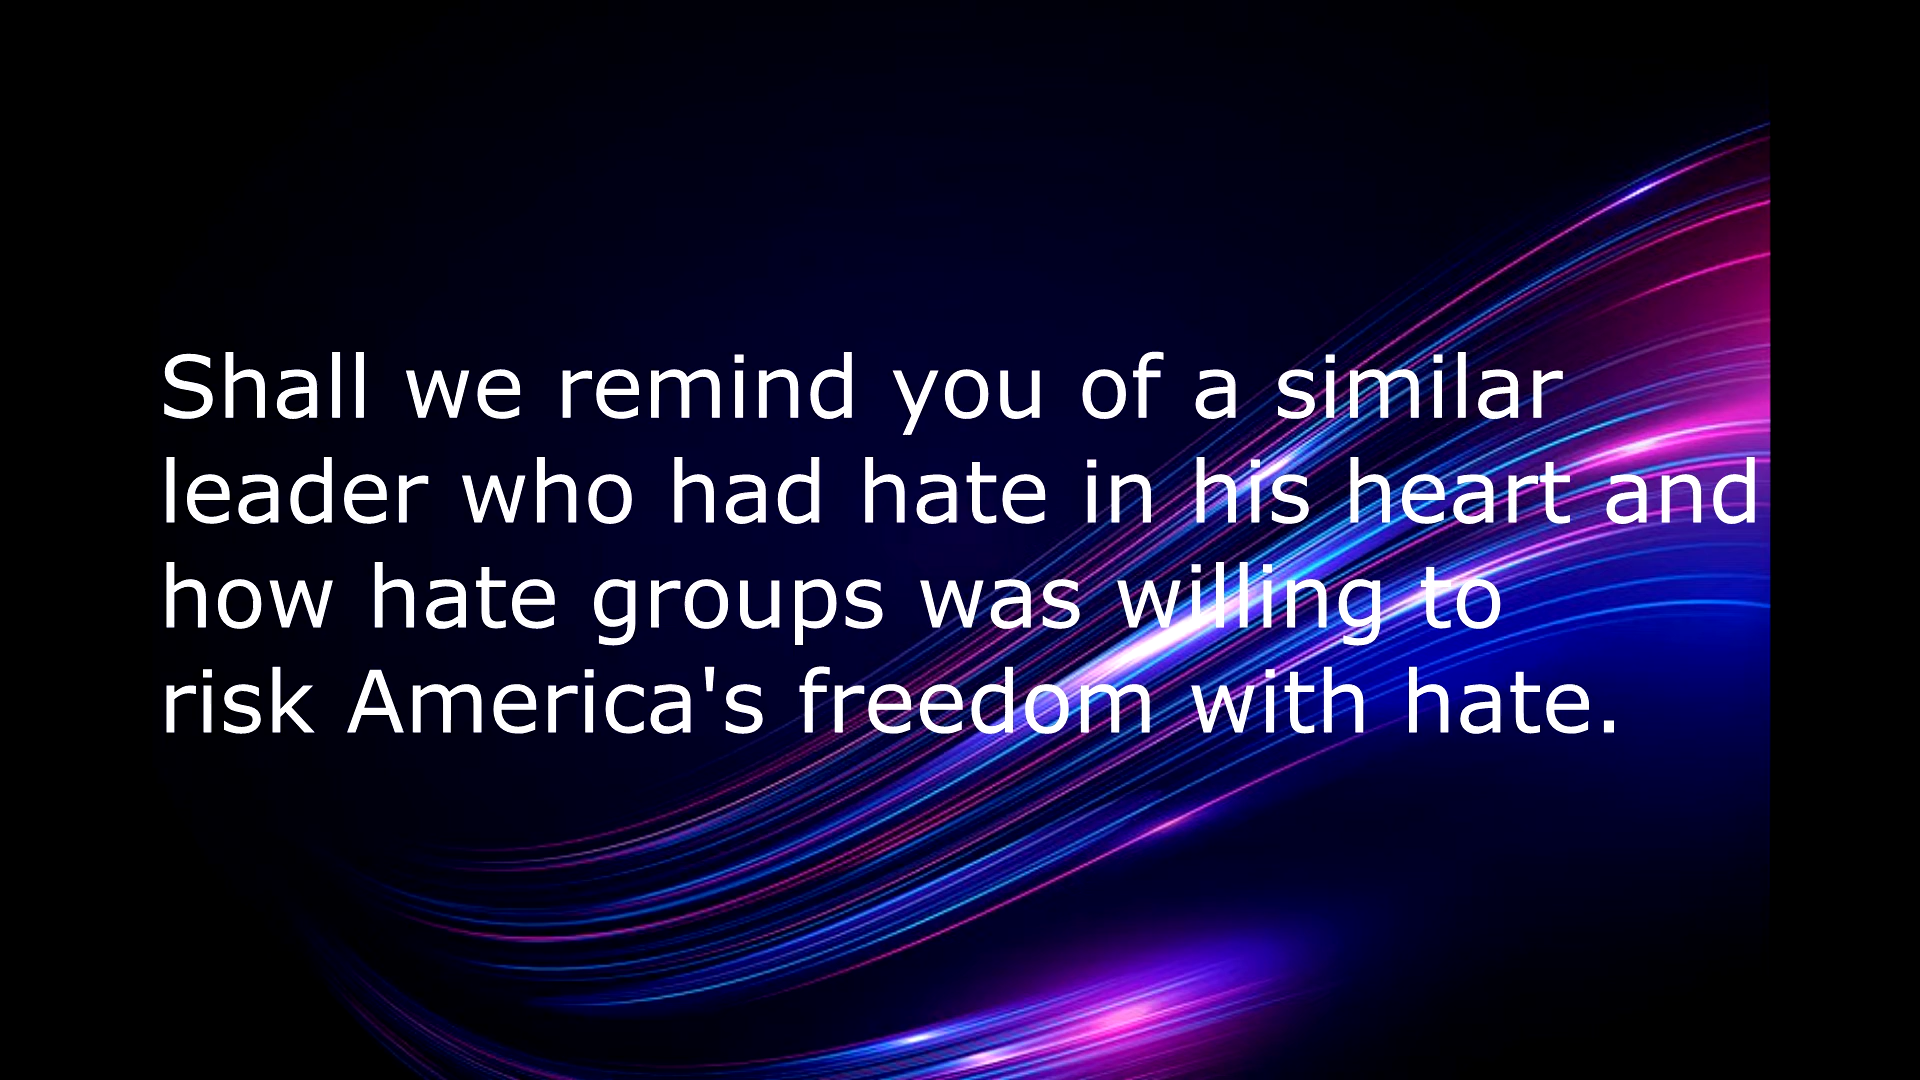 Shall we remind you of a similar
leader who had hate in his heart and
how hate groups was willing to
risk America's freedom with hate.